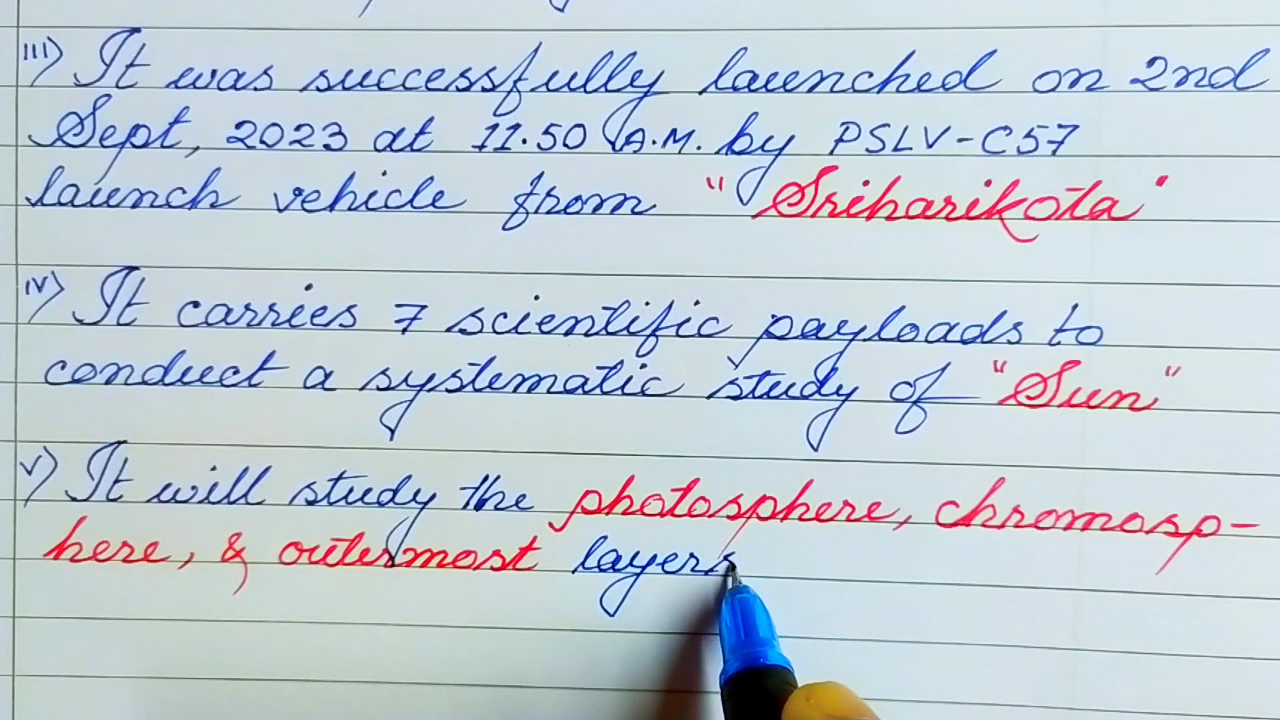 III) It was successfully launched on 2nd
Sept, 2023 at 11.50 A.M. by PSLV-C57
launch vehicle from "Sriharikota"
IV) It carries 7 scientific payloads to
conduct a systematic study of "Sun"
V) It will study the photosphere, chromosp-
here, & outermost layers